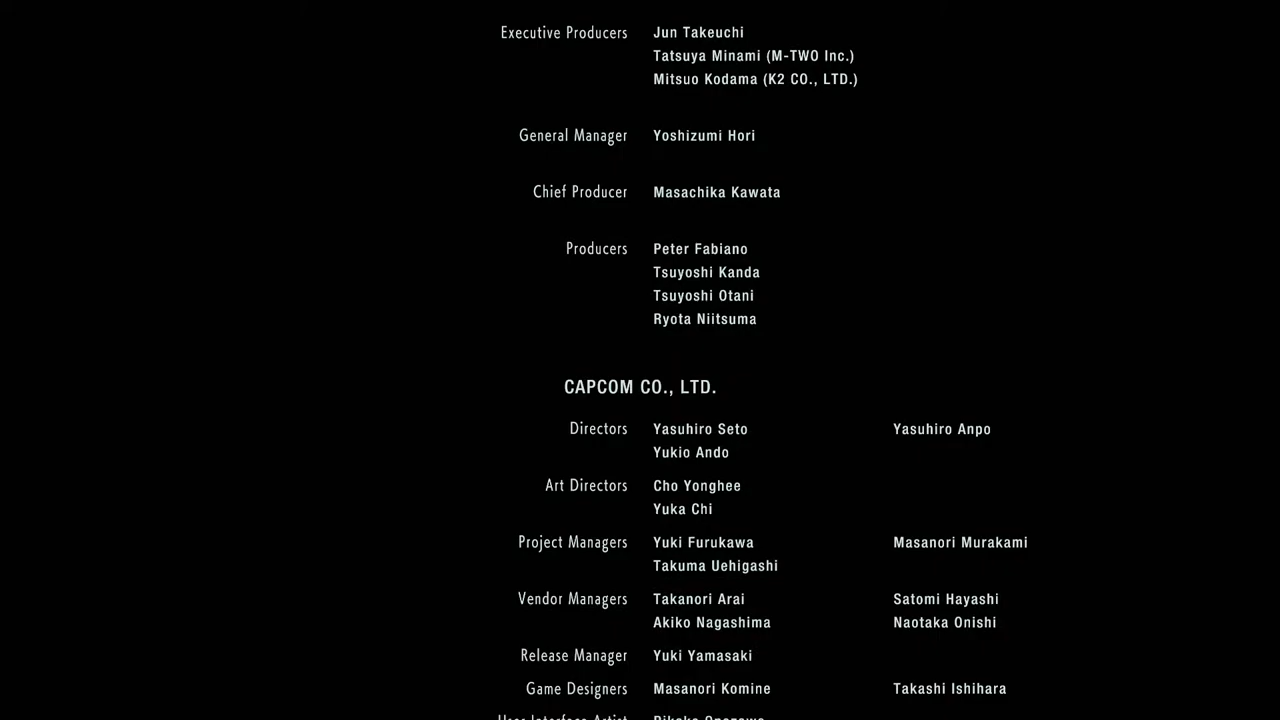 Executive Producers Jun Takeuchi
Tatsuya Minami (M-TWO Inc.)
Mitsuo Kodama (K2 CO., LTD.)
General Manager Yoshizumi Hori
Chief Producer Masachika Kawata
Producers Peter Fabiano
Tsuyoshi Kanda
Tsuyoshi Otani
Ryota Niitsuma
CAPCOM CO., LTD.
Directors Yasuhiro Seto Yasuhiro Anpo
Yukio Ando
Art Directors Cho Yonghee
Yuka Chi
Project Managers Yuki Furukawa Masanori Murakami
Takuma Uehigashi
Vendor Managers Takanori Arai Satomi Hayashi
Akiko Nagashima Naotaka Onishi
Release Manager Yuki Yamasaki
Game Designers Masanori Komine Takashi Ishihara
User Interface Artist